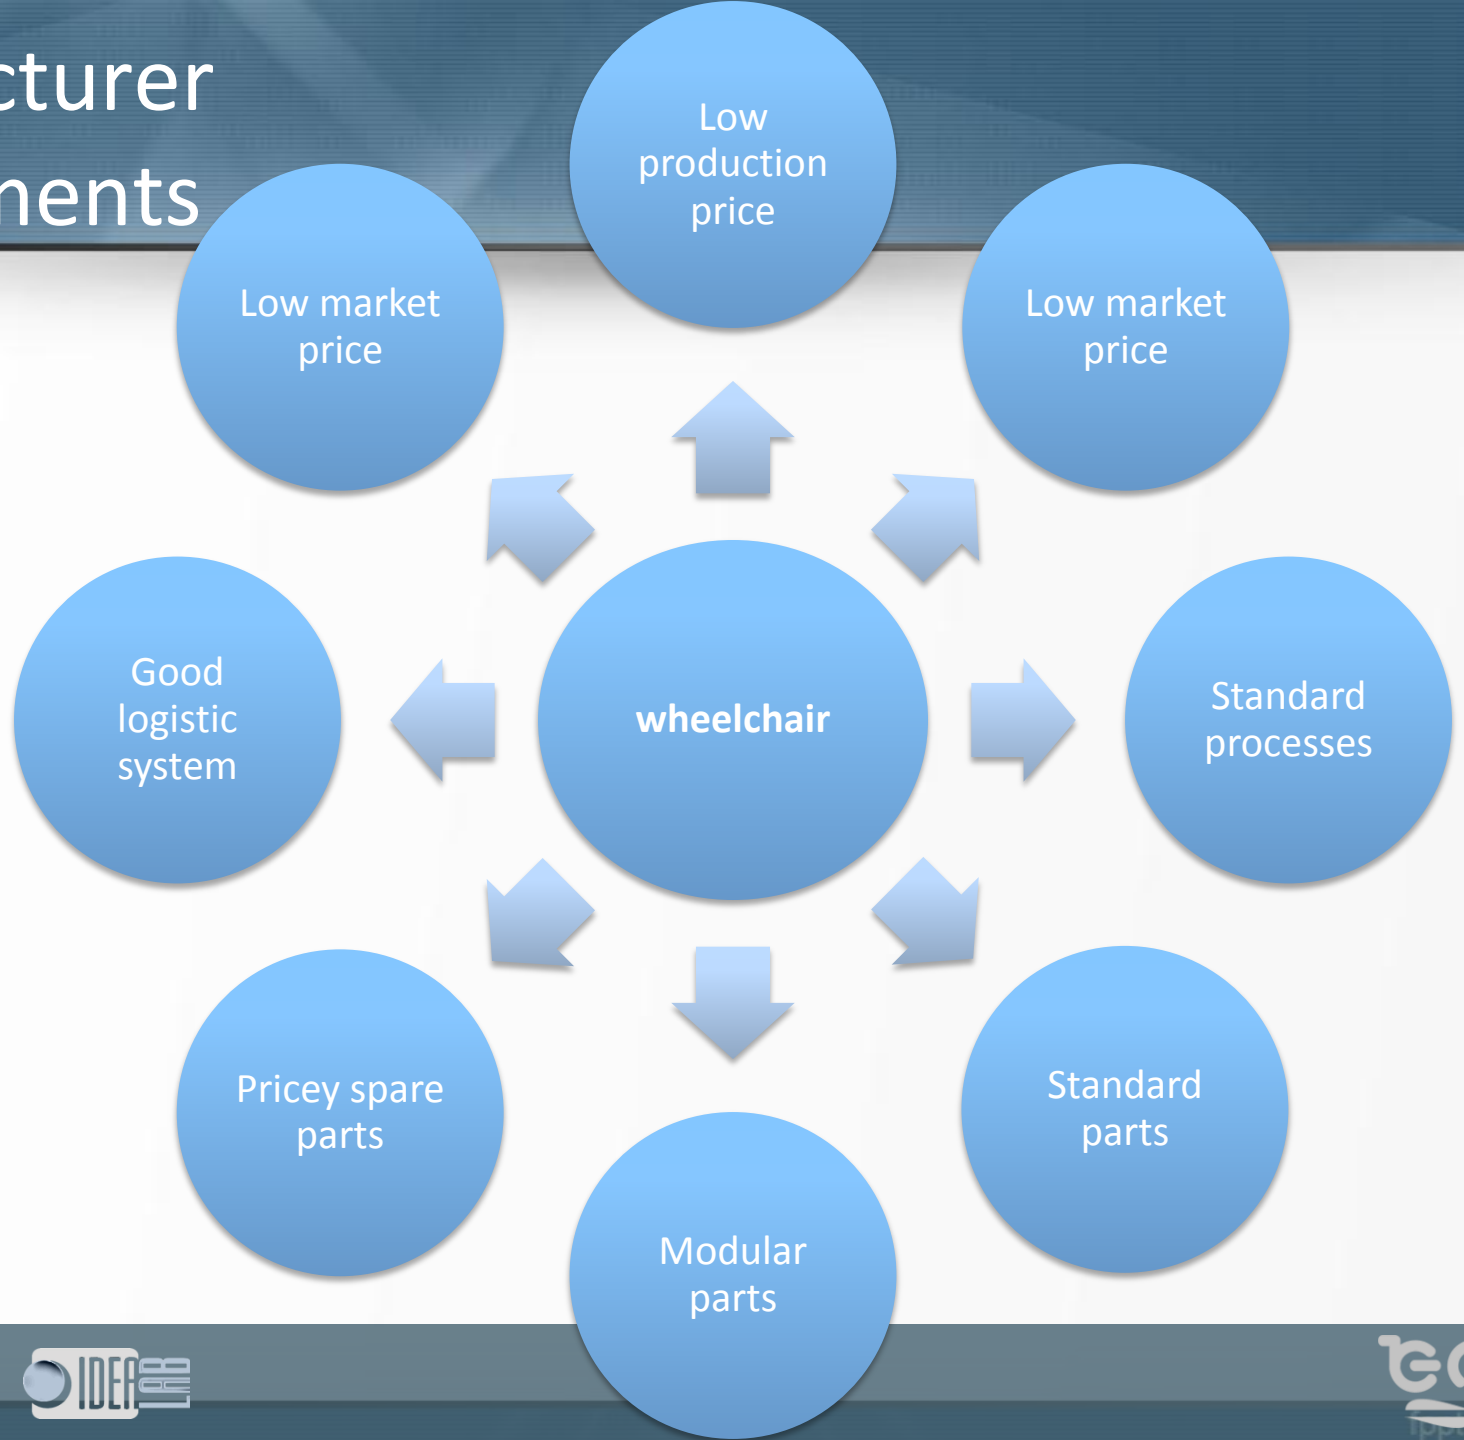 cturer
ments
Low
production
price
Low market
price
Low market
price
Good
logistic
system
wheelchair
Standard
processes
Pricey spare
parts
Standard
parts
Modular
parts
IDEA
LAB